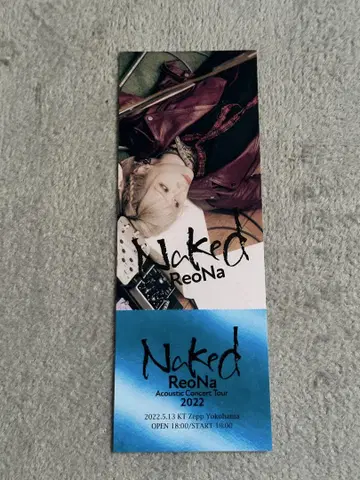 Naked
ReoNa
Naked
ReoNa
Acoustic Concert Tour
2022
2022.5.13 KT Zepp Yokohama
OPEN 18:00/START 18:00